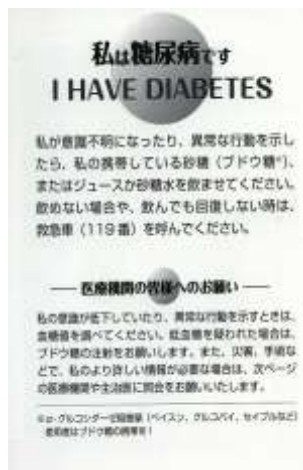 私は糖尿病です
I HAVE DIABETES
私が意識不明になったり、異常な行動を示し
たら、私の携帯している砂糖（ブドウ糖*）、
またはジュースか砂糖水を飲ませてください。
飲めない場合や、飲んでも回復しない時は、
救急車（119番）を呼んでください。
医療機関の皆様へのお願い
私の意識が低下していたり、異常な行動を示すときは、
血糖値を調べてください。低血糖を疑われた場合は、
ブドウ糖の注射をお願いします。また、災害、手術な
どで、私のより詳しい情報が必要な場合は、次ページ
の医療機関や主治医に照会をお願いいたします。
※α-グルコシダーゼ阻害薬（ベイスン、グルコバイ、セイブルなど）
使用者はブドウ糖の携帯を！